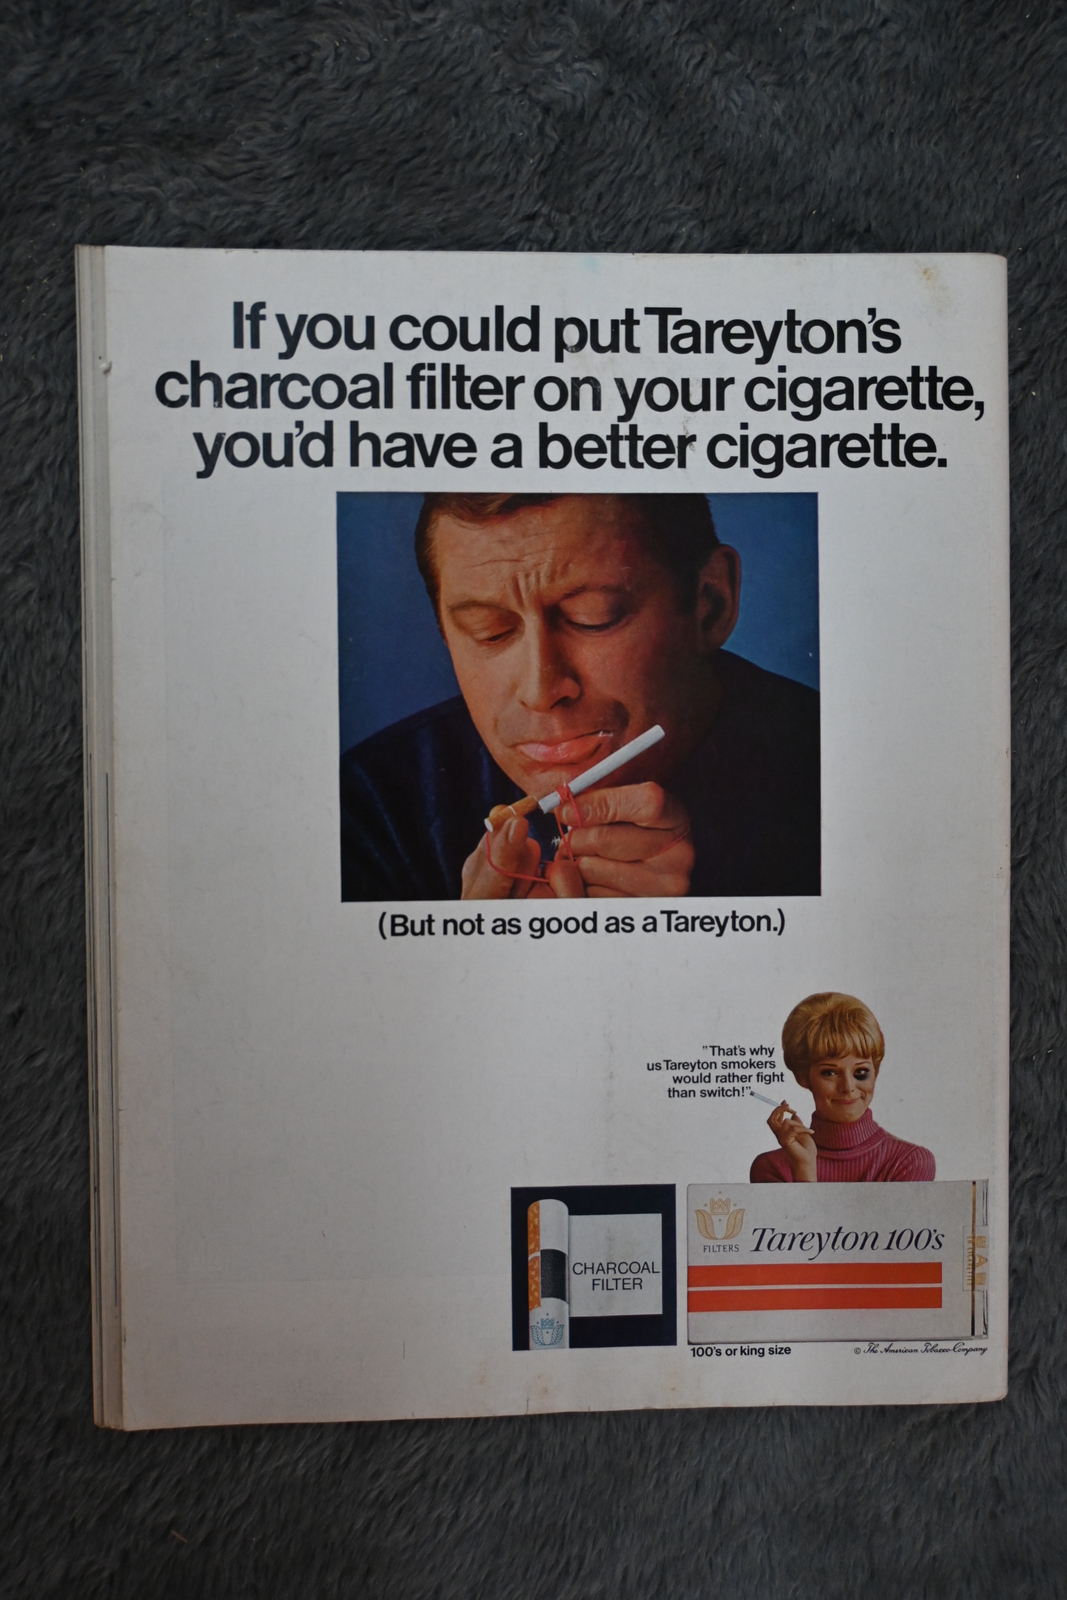 If you could put Tareyton's
charcoal filter on your cigarette,
you'd have a better cigarette.
(But not as good as a Tareyton.)
"That's why
us Tareyton smokers
would rather fight
than switch!"
CHARCOAL
FILTER
FILTERS
Tareyton 100's
100's or king size
© The American Tobacco Company